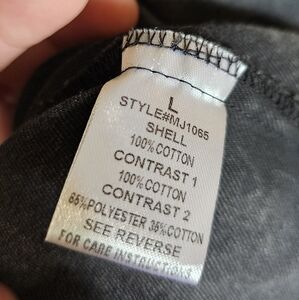 L
STYLE#MJ1065
SHELL
100%COTTON
CONTRAST 1
100%COTTON
CONTRAST 2
65%POLYESTER 35%COTTON
SEE REVERSE
FOR CARE INSTRUCTIONS